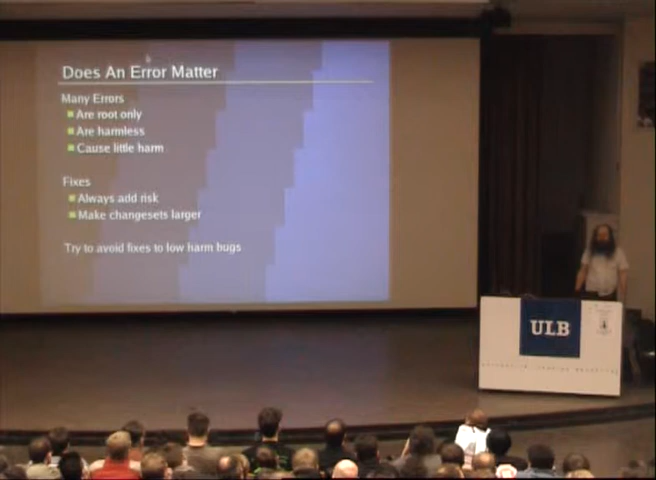 Does An Error Matter
Many Errors
Are root only
Are harmless
Cause little harm
Fixes
Always add risk
Make changesets larger
Try to avoid fixes to low harm bugs
ULB